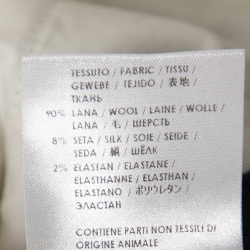 TESSUTO / FABRIC / TISSU /
GEWEBE / TEJIDO / 表地 /
ТКАНЬ
90% LANA / WOOL / LAINE / WOLLE /
LANA / 毛 / ШЕРСТЬ
8% SETA / SILK / SOIE / SEIDE /
SEDA / 絹 / ШЁЛК
2% ELASTAN / ELASTANE /
ELASTHANNE / ELASTHAN /
ELASTANO / ポリウレタン /
ЭЛАСТАН
CONTIENE PARTI NON TESSILI DI
ORIGINE ANIMALE